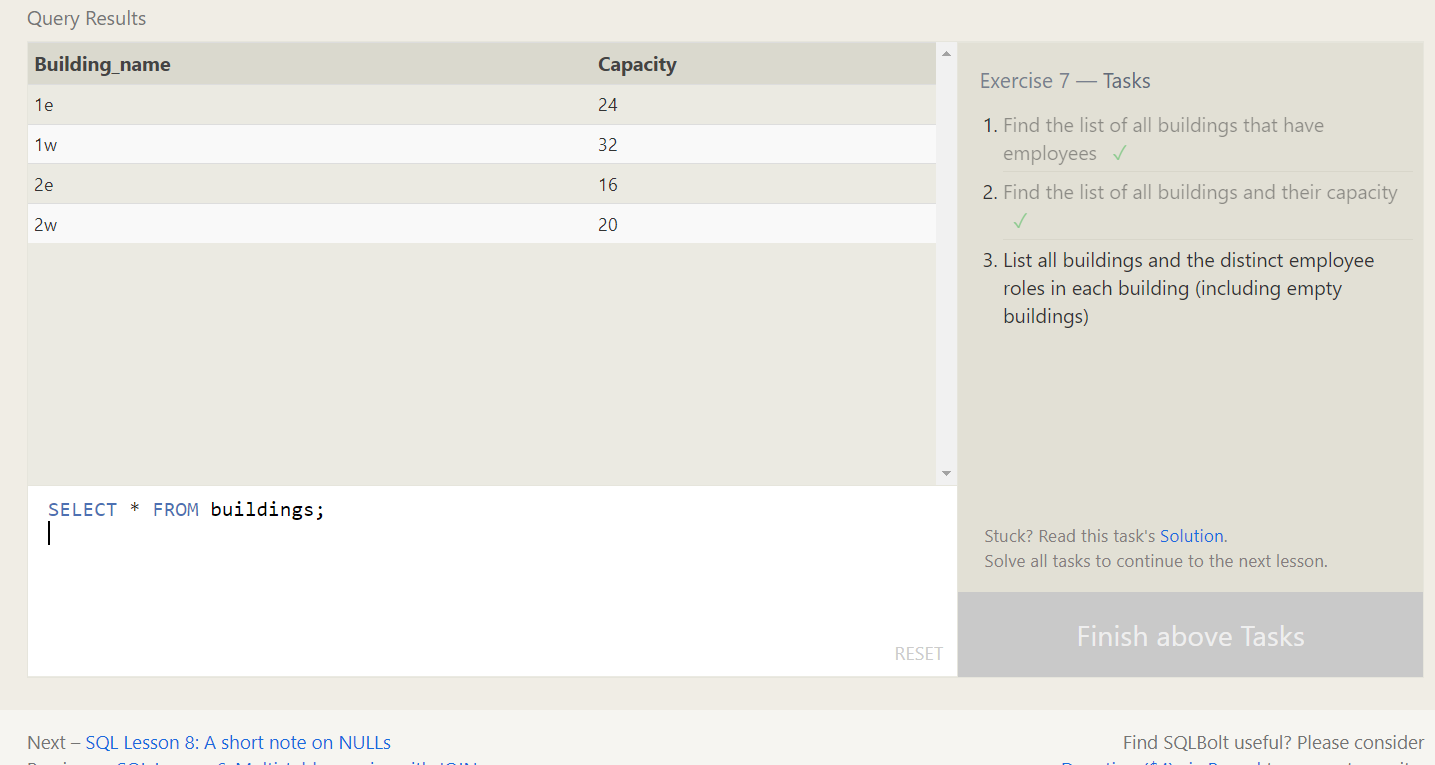 Query Results
Building_name Capacity
1e 24
1w 32
2e 16
2w 20
SELECT * FROM buildings;
RESET
Exercise 7 — Tasks
1. Find the list of all buildings that have
employees ✓
2. Find the list of all buildings and their capacity
✓
3. List all buildings and the distinct employee
roles in each building (including empty
buildings)
Stuck? Read this task's Solution.
Solve all tasks to continue to the next lesson.
Finish above Tasks
Next – SQL Lesson 8: A short note on NULLs
Find SQLBolt useful? Please consider